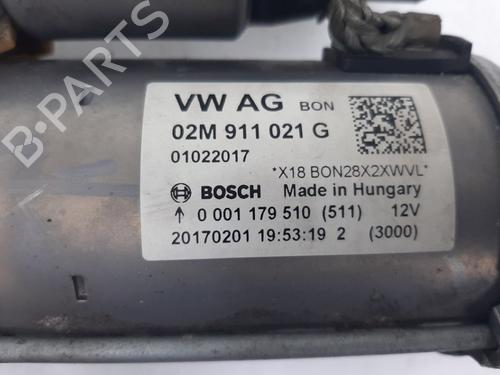 VW AG BON
02M 911 021 G
01022017
*X18 BON28X2XWVL*
BOSCH Made in Hungary
↑ 0 001 179 510 (511) 12V
20170201 19:53:19 2 (3000)
L
B-Parts